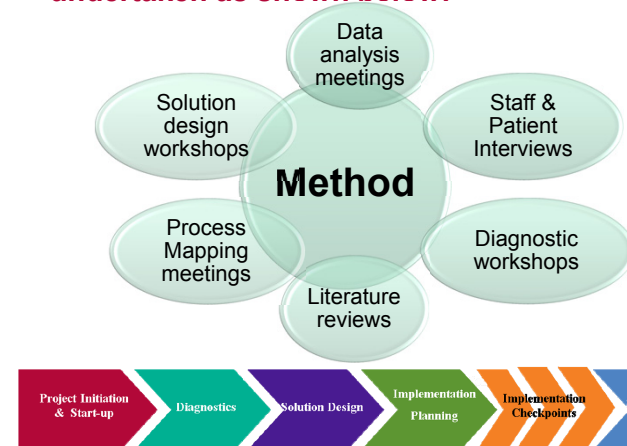 Data
analysis
meetings
Solution
design
workshops
Staff &
Patient
Interviews
Method
Process
Mapping
meetings
Diagnostic
workshops
Literature
reviews
Project Initiation
& Start-up
Diagnostics
Solution Design
Implementation
Planning
Implementation
Checkpoints